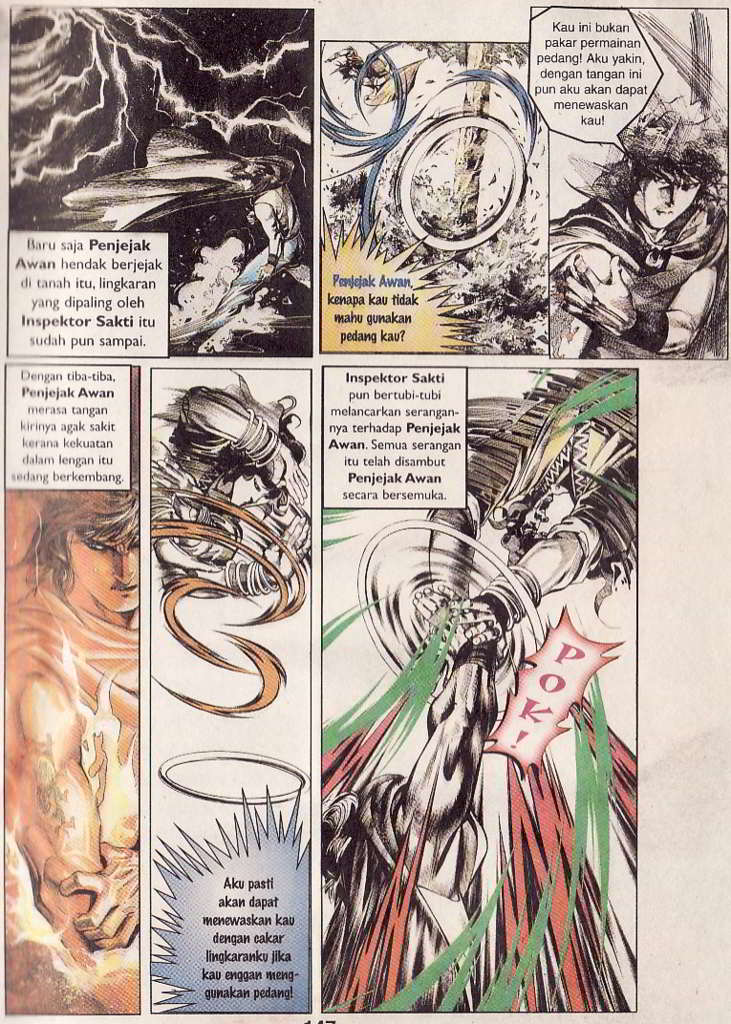 Baru saja Penjejak
Awan hendak berjejak
di tanah itu, lingkaran
yang dipaling oleh
Inspektor Sakti itu
sudah pun sampai.
Penjejak Awan,
kenapa kau tidak
mahu gunakan
pedang kau?
Kau ini bukan
pakar permainan
pedang! Aku yakin,
dengan tangan ini
pun aku akan dapat
menewaskan
kau!
Dengan tiba-tiba,
Penjejak Awan
merasa tangan
kirinya agak sakit
kerana kekuatan
dalam lengan itu
sedang berkembang.
Aku pasti
akan dapat
menewaskan kau
dengan cakar
lingkaranku jika
kau enggan meng-
gunakan pedang!
Inspektor Sakti
pun bertubi-tubi
melancarkan serangan-
nya terhadap Penjejak
Awan. Semua serangan
itu telah disambut
Penjejak Awan
secara bersemuka.
POK!
147